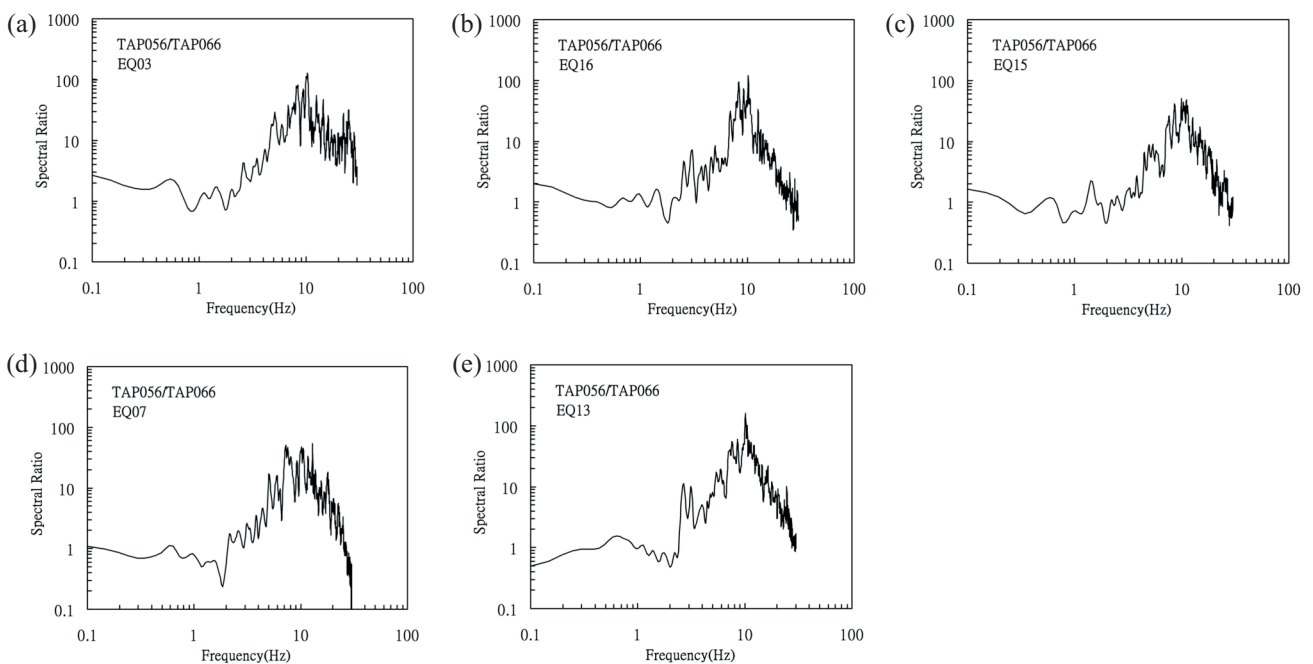 (a)
1000
100
10
1
0.1
Spectral Ratio
TAP056/TAP066
EQ03
0.1 1 10 100
Frequency(Hz)
(b)
1000
100
10
1
0.1
Spectral Ratio
TAP056/TAP066
EQ16
0.1 1 10 100
Frequency(Hz)
(c)
1000
100
10
1
0.1
Spectral Ratio
TAP056/TAP066
EQ15
0.1 1 10 100
Frequency(Hz)
(d)
1000
100
10
1
0.1
Spectral Ratio
TAP056/TAP066
EQ07
0.1 1 10 100
Frequency(Hz)
(e)
1000
100
10
1
0.1
Spectral Ratio
TAP056/TAP066
EQ13
0.1 1 10 100
Frequency(Hz)